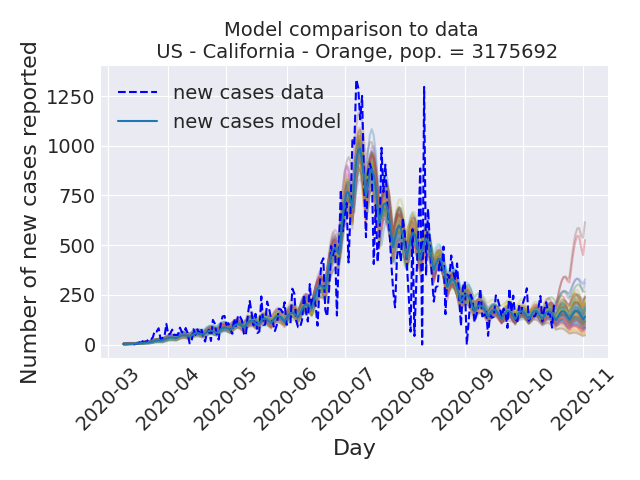 Model comparison to data
US - California - Orange, pop. = 3175692
Number of new cases reported
1250
1000
750
500
250
0
new cases data
new cases model
2020-03
2020-04
2020-05
2020-06
2020-07
2020-08
2020-09
2020-10
2020-11
Day